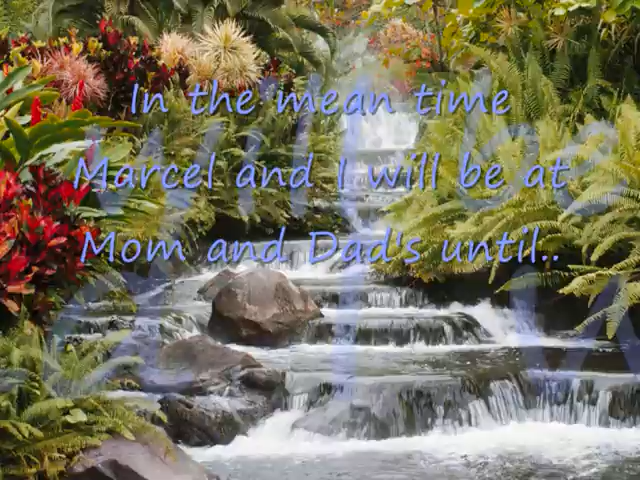 In the mean time
Marcel and I will be at
Mom and Dad's until..